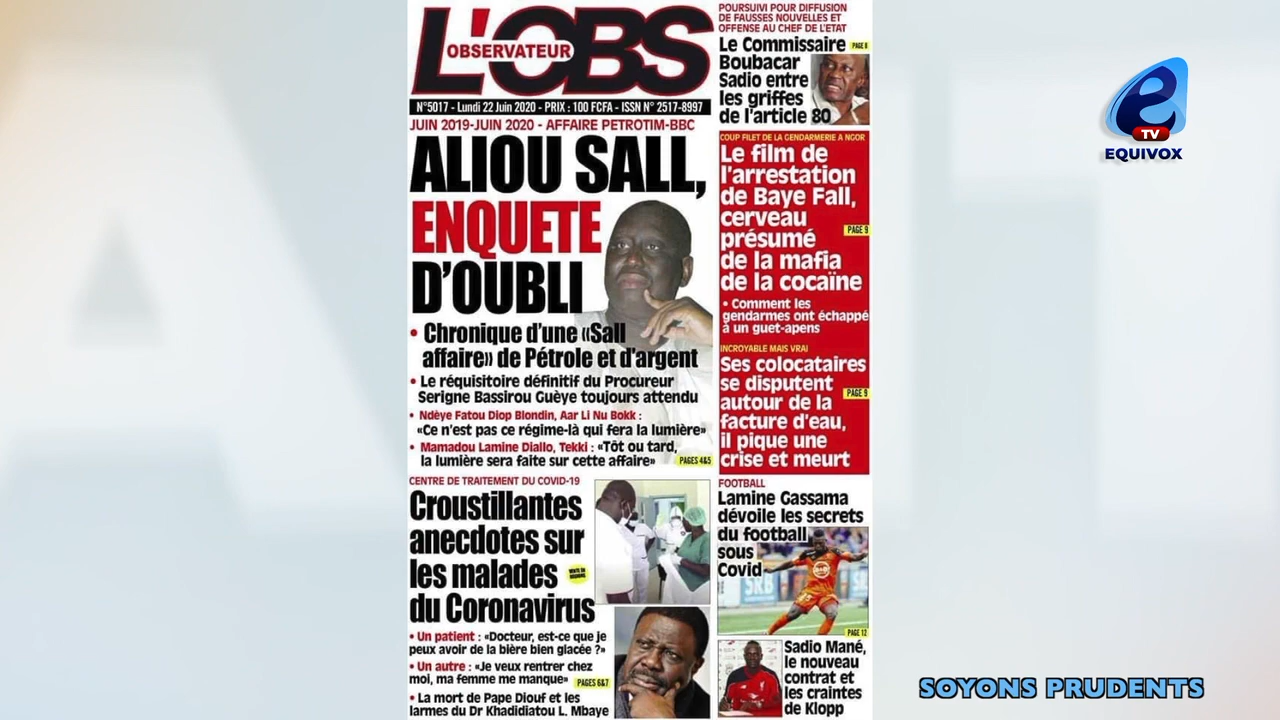 L'OBS
OBSERVATEUR
N°5017 - Lundi 22 Juin 2020 - PRIX : 100 FCFA - ISSN N° 2517-8997
JUIN 2019-JUIN 2020 - AFFAIRE PETROTIM-BBC
ALIOU SALL,
ENQUETE
D'OUBLI
• Chronique d'une «Sall
affaire» de Pétrole et d'argent
• Le réquisitoire définitif du Procureur
Serigne Bassirou Guèye toujours attendu
• Ndèye Fatou Diop Blondin, Aar Li Nu Bokk :
«Ce n'est pas ce régime-là qui fera la lumière»
• Mamadou Lamine Diallo, Tekki : «Tôt ou tard,
la lumière sera faite sur cette affaire»
PAGES 4&5
CENTRE DE TRAITEMENT DU COVID-19
Croustillantes
anecdotes sur
les malades
du Coronavirus
• Un patient : «Docteur, est-ce que je
peux avoir de la bière bien glacée ?»
• Un autre : «Je veux rentrer chez
moi, ma femme me manque»
PAGES 6&7
• La mort de Pape Diouf et les
larmes du Dr Khadidiatou L. Mbaye
POURSUIVI POUR DIFFUSION
DE FAUSSES NOUVELLES ET
OFFENSE AU CHEF DE L'ETAT
Le Commissaire
PAGE 8
Boubacar
Sadio entre
les griffes
de l'article 80
COUP FILET DE LA GENDARMERIE A NGOR
Le film de
l'arrestation
de Baye Fall,
cerveau
présumé
PAGE 9
de la mafia
de la cocaïne
• Comment les
gendarmes ont échappé
à un guet-apens
INCROYABLE MAIS VRAI
Ses colocataires
se disputent
PAGE 9
autour de la
facture d'eau,
il pique une
crise et meurt
FOOTBALL
Lamine Gassama
dévoile les secrets
du football
sous
Covid
PAGE 12
Sadio Mané,
le nouveau
contrat et
les craintes
de Klopp
e
TV
EQUIVOX
SOYONS PRUDENTS